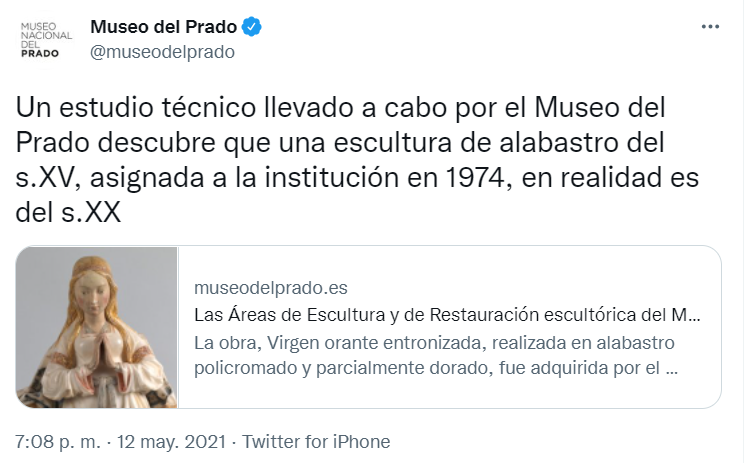 MUSEO
NACIONAL
DEL
PRADO
Museo del Prado
@museodelprado
Un estudio técnico llevado a cabo por el Museo del
Prado descubre que una escultura de alabastro del
s.XV, asignada a la institución en 1974, en realidad es
del s.XX
museodelprado.es
Las Áreas de Escultura y de Restauración escultórica del M...
La obra, Virgen orante entronizada, realizada en alabastro
policromado y parcialmente dorado, fue adquirida por el ...
7:08 p. m. · 12 may. 2021 · Twitter for iPhone